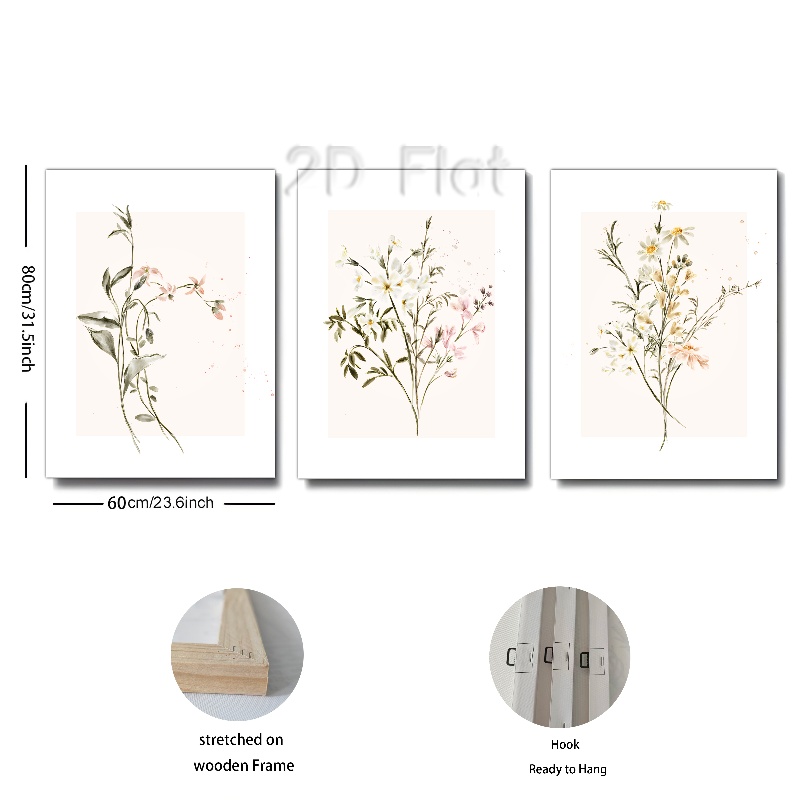 2D Flat
80cm/31.5inch
60cm/23.6inch
stretched on
wooden Frame
Hook
Ready to Hang